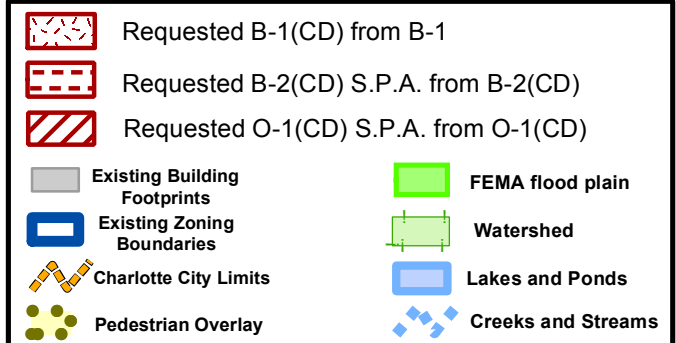 Requested B-1(CD) from B-1
Requested B-2(CD) S.P.A. from B-2(CD)
Requested O-1(CD) S.P.A. from O-1(CD)
Existing Building
Footprints
Existing Zoning
Boundaries
Charlotte City Limits
Pedestrian Overlay
FEMA flood plain
Watershed
Lakes and Ponds
Creeks and Streams